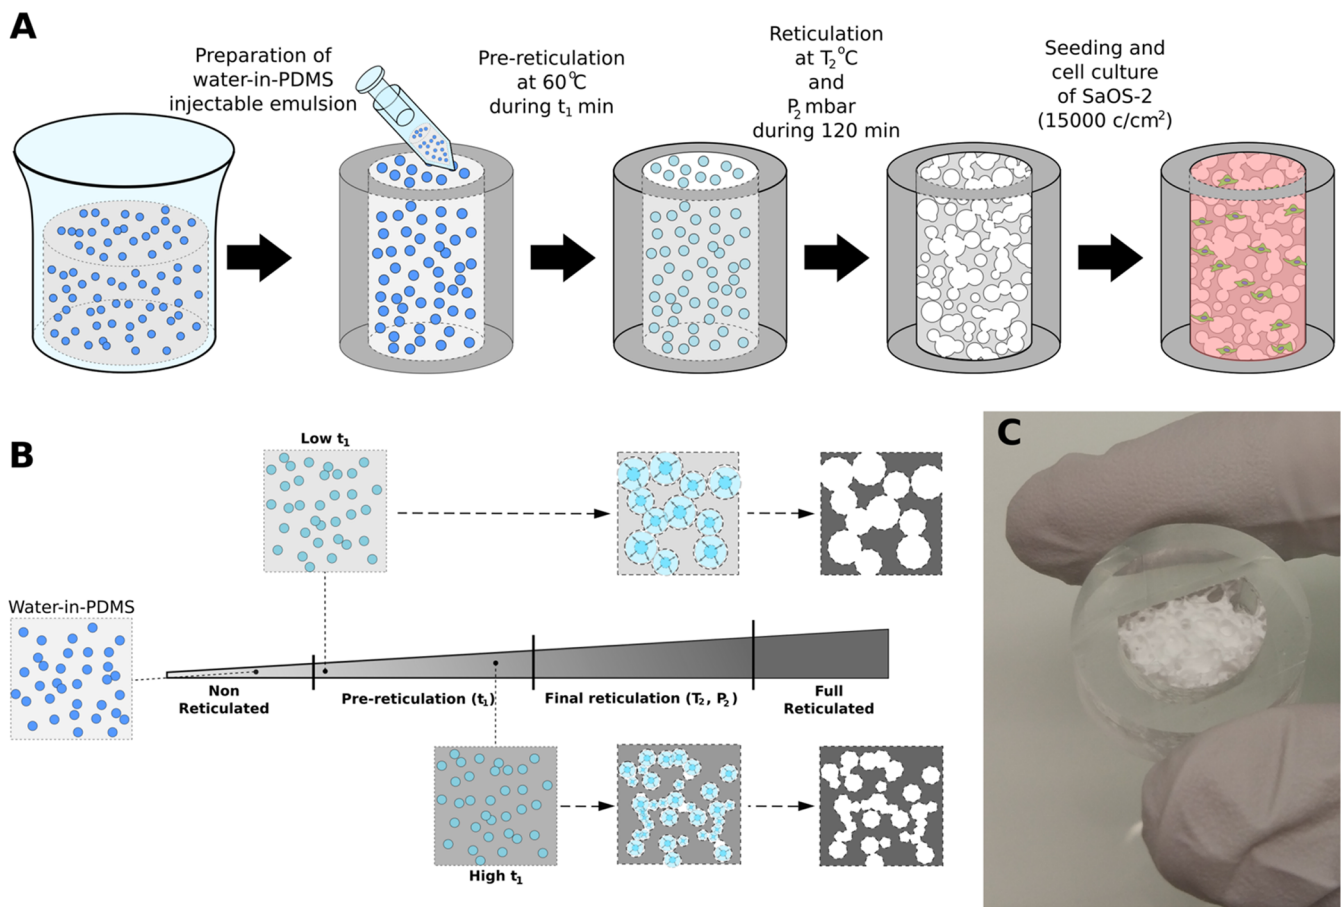 A
Preparation of
water-in-PDMS
injectable emulsion
Pre-reticulation
at 60°C
during t₁ min
Reticulation
at T₂°C
and
P₂ mbar
during 120 min
Seeding and
cell culture
of SaOS-2
(15000 c/cm²)
B
Low t₁
Water-in-PDMS
Non
Reticulated
Pre-reticulation (t₁)
Final reticulation (T₂, P₂)
Full
Reticulated
High t₁
C